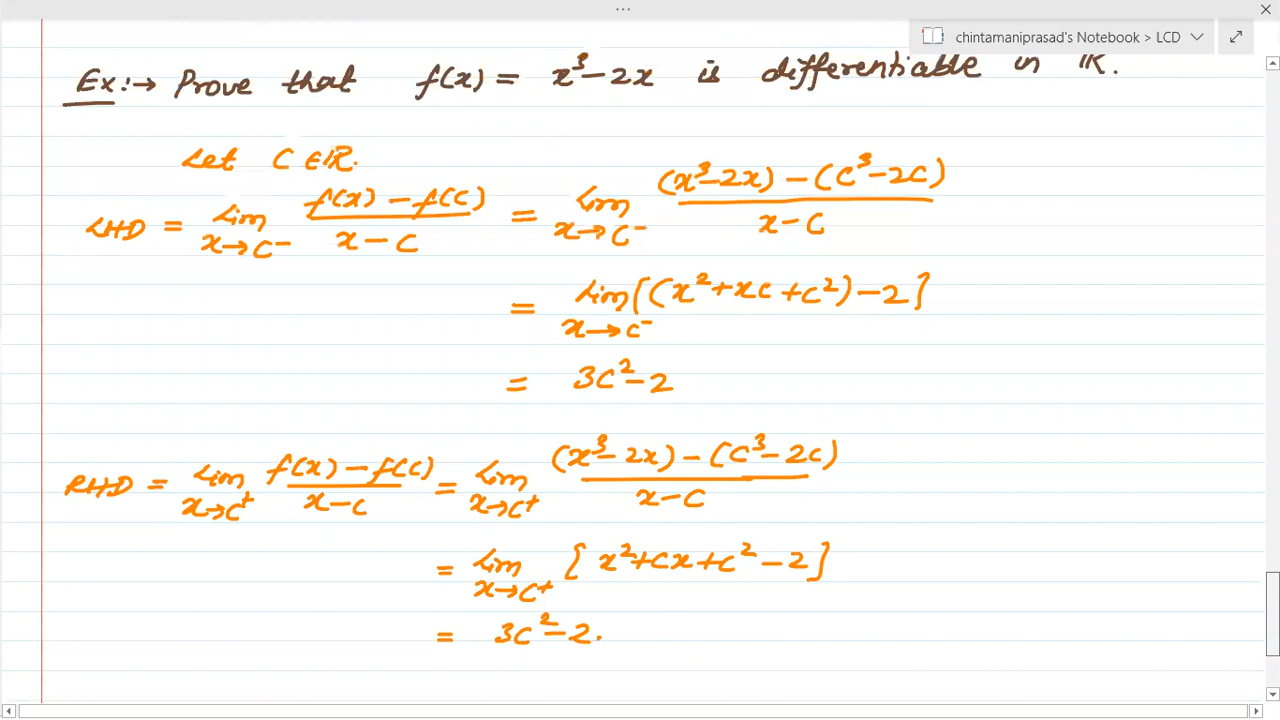 chintamaniprasad's Notebook > LCD
Ex:→ Prove that f(x) = x³-2x is differentiable in ℝ.
Let C ∈ ℝ.
LHD = Lim x→C⁻ (f(x) - f(C))/(x-C) = Lim x→C⁻ ((x³-2x) - (C³-2C))/(x-C)
= Lim x→C⁻ [(x²+xC+C²)-2]
= 3C²-2
RHD = Lim x→C⁺ (f(x) - f(C))/(x-C) = Lim x→C⁺ ((x³-2x) - (C³-2C))/(x-C)
= Lim x→C⁺ [x²+Cx+C²-2]
= 3C²-2.